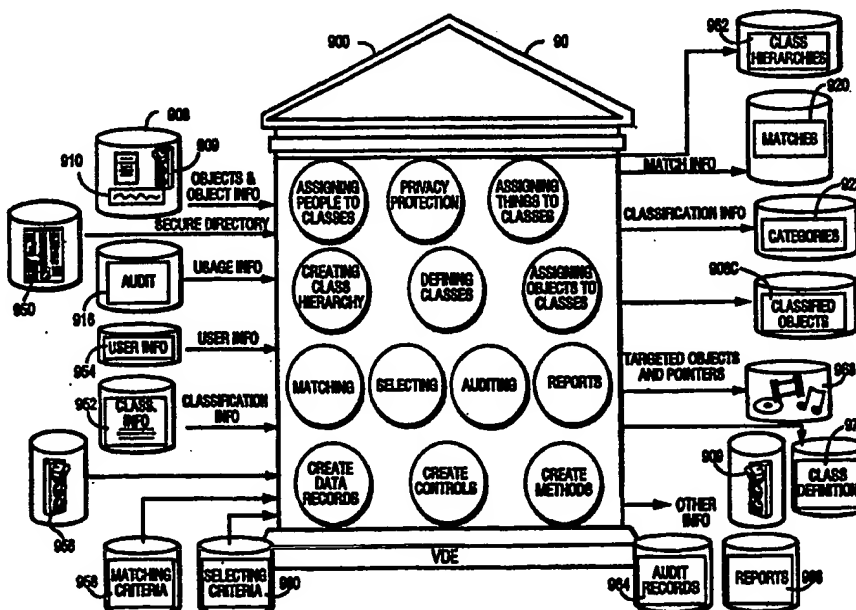 900
90
962
CLASS
HIERARCHIES
920
MATCHES
MATCH INFO
908
909
910
OBJECTS &
OBJECT INFO
SECURE DIRECTORY
950
AUDIT
916
USAGE INFO
USER INFO
954
USER INFO
CLASS.
INFO
952
CLASSIFICATION
INFO
956
MATCHING
CRITERIA
958
SELECTING
CRITERIA
960
ASSIGNING
PEOPLE TO
CLASSES
PRIVACY
PROTECTION
ASSIGNING
THINGS TO
CLASSES
CREATING
CLASS
HIERARCHY
DEFINING
CLASSES
ASSIGNING
OBJECTS TO
CLASSES
MATCHING
SELECTING
AUDITING
REPORTS
CREATE
DATA
RECORDS
CREATE
CONTROLS
CREATE
METHODS
VDE
CLASSIFICATION INFO
CATEGORIES
CLASSIFIED
OBJECTS
TARGETED OBJECTS
AND POINTERS
968
909
CLASS
DEFINITION
OTHER
INFO
AUDIT
RECORDS
964
REPORTS